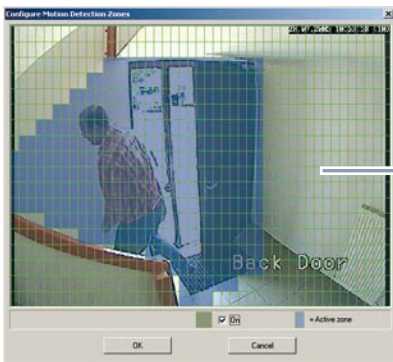 Configure Motion Detection Zones
Back Door
On
= Active zone
OK
Cancel